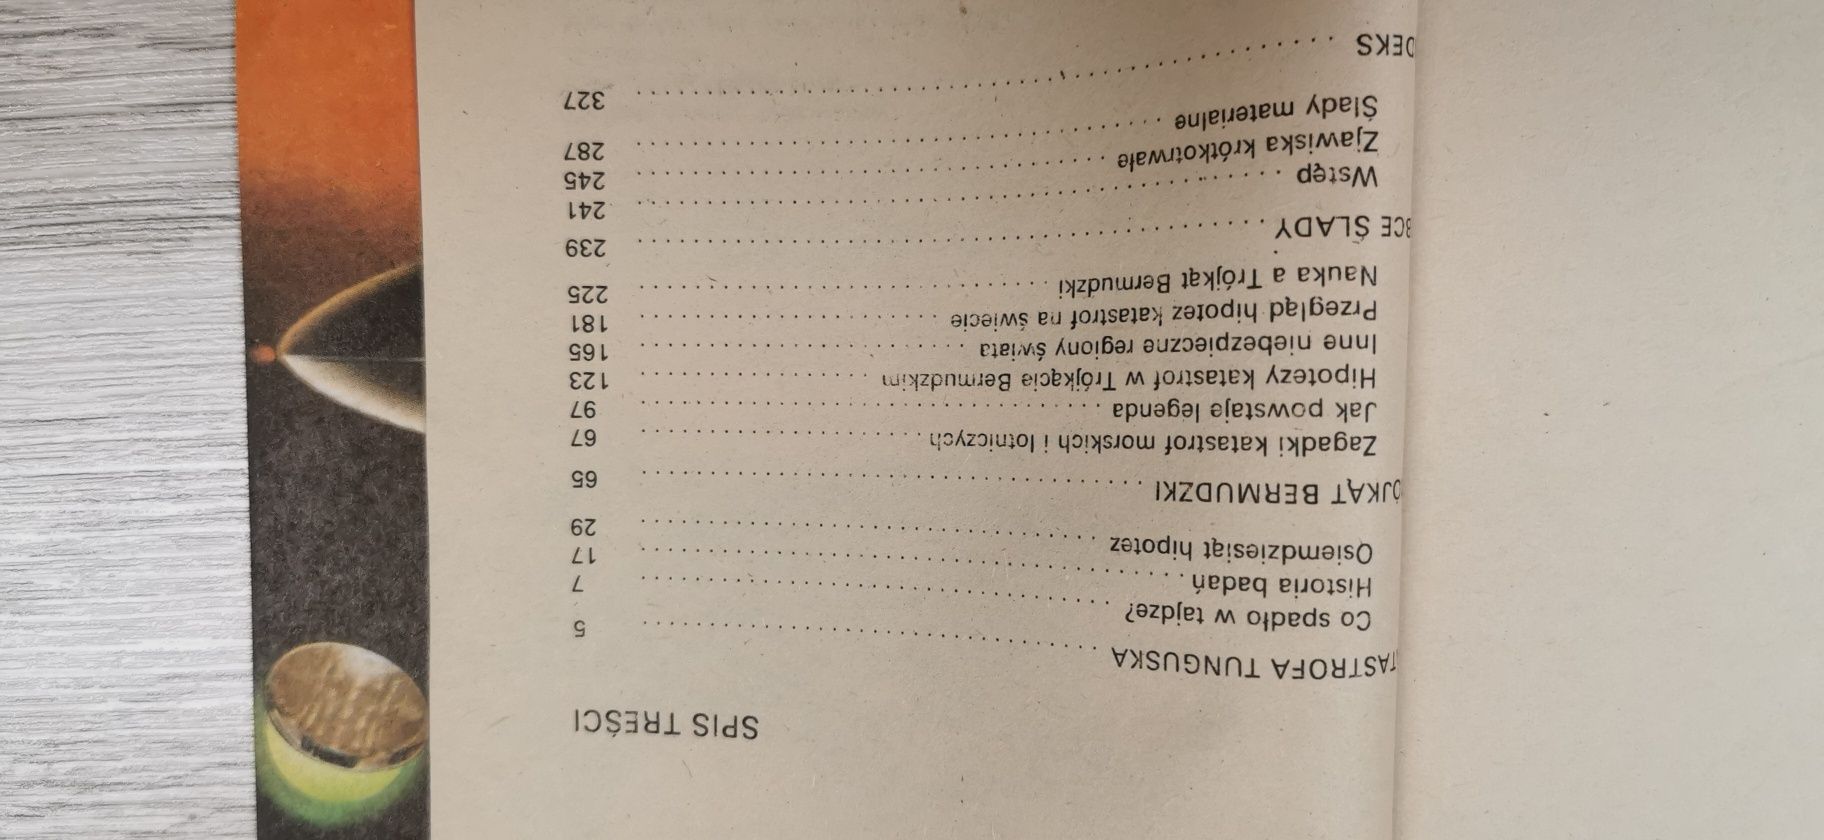 SPIS TREŚCI
TASTROFA TUNGUSKA . . . . . 5
Co spadło w tajdze? . . . . . 7
Historia badań . . . . . 17
Osiemdziesiąt hipotez . . . . . 29
ÓJKĄT BERMUDZKI . . . . . 65
Zagadki katastrof morskich i lotniczych . . . . . 67
Jak powstaje legenda . . . . . 97
Hipotezy katastrof w Trójkącie Bermudzkim . . . . . 123
Inne niebezpieczne regiony świata . . . . . 165
Przegląd hipotez katastrof na świecie . . . . . 181
Nauka a Trójkąt Bermudzki . . . . . 225
BCE ŚLADY . . . . . 239
Wstęp . . . . . 241
Zjawiska krótkotrwałe . . . . . 245
Ślady materialne . . . . . 287
DEKS . . . . . 327